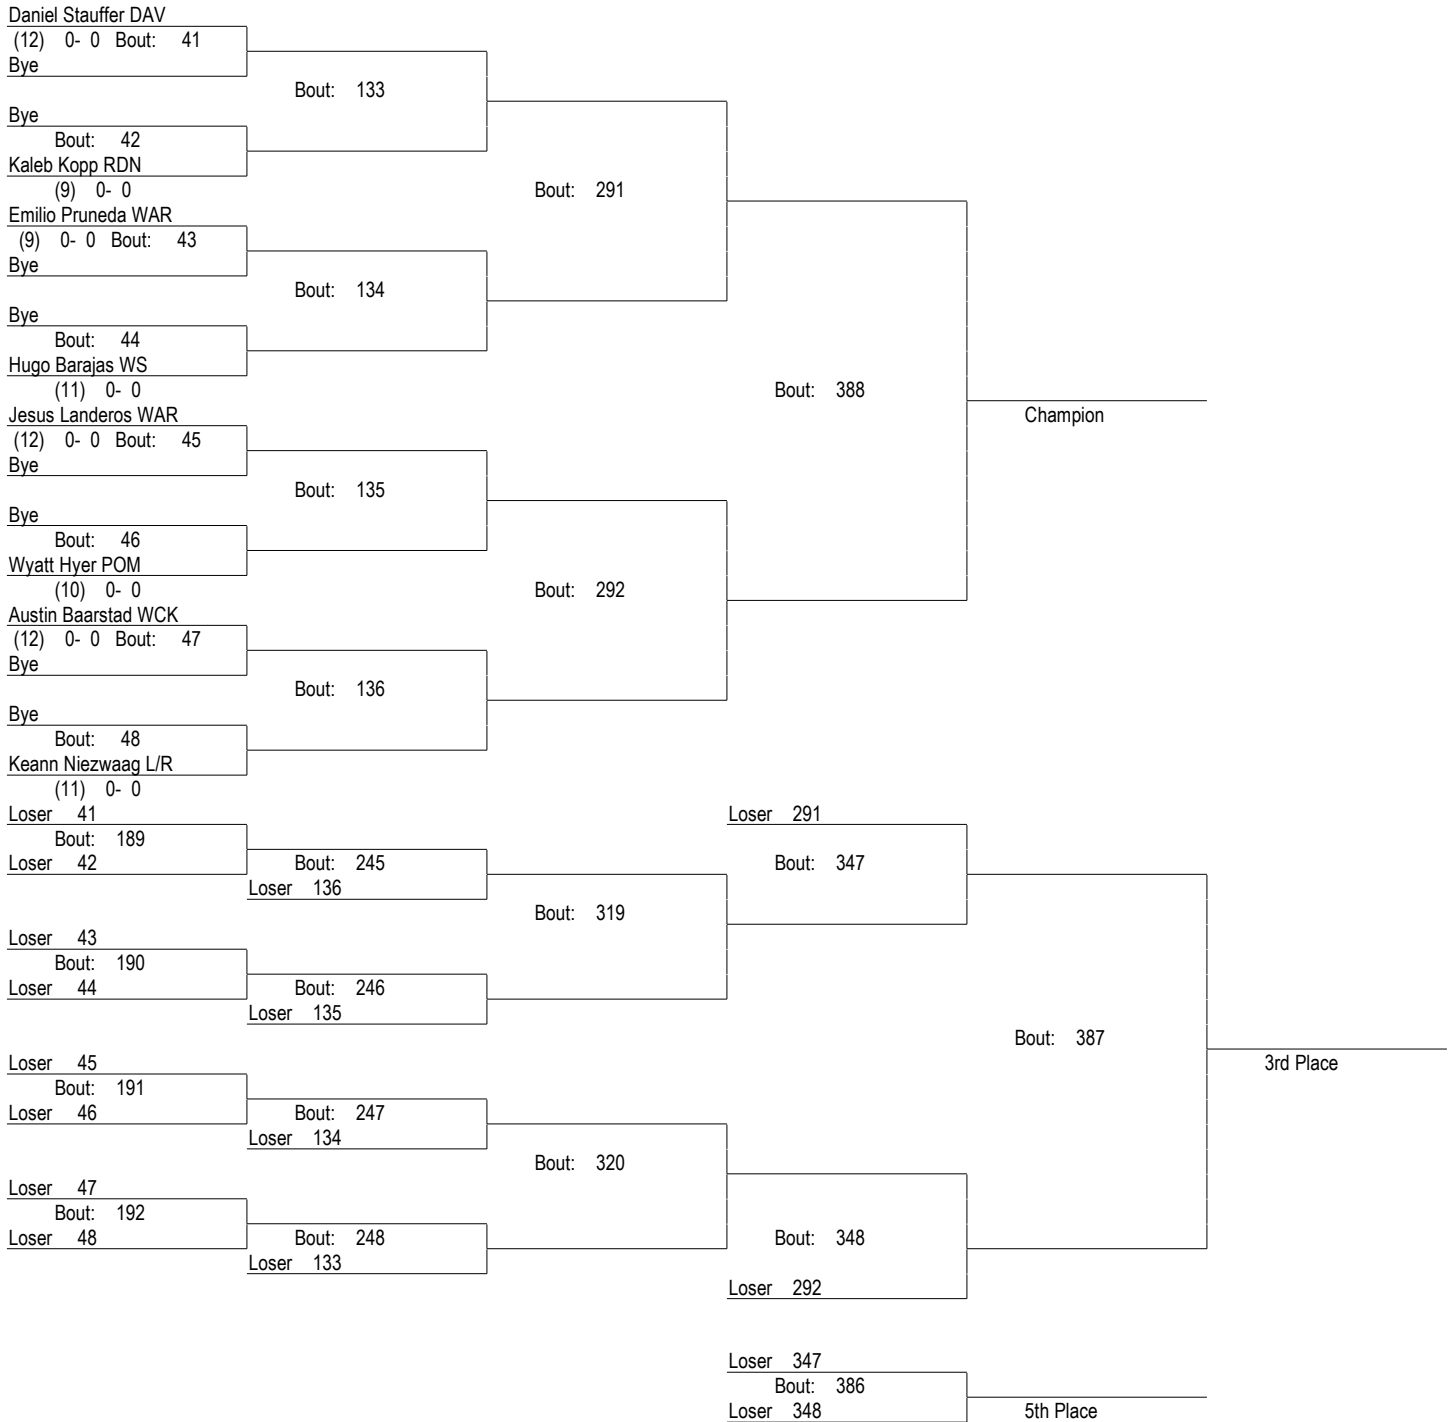 Daniel Stauffer DAV
(12) 0- 0 Bout: 41
Bye
Bout: 133
Bye
Bout: 42
Kaleb Kopp RDN
(9) 0- 0
Bout: 291
Emilio Pruneda WAR
(9) 0- 0 Bout: 43
Bye
Bout: 134
Bye
Bout: 44
Hugo Barajas WS
(11) 0- 0
Bout: 388
Champion
Jesus Landeros WAR
(12) 0- 0 Bout: 45
Bye
Bout: 135
Bye
Bout: 46
Wyatt Hyer POM
(10) 0- 0
Bout: 292
Austin Baarstad WCK
(12) 0- 0 Bout: 47
Bye
Bout: 136
Bye
Bout: 48
Keann Niezwaag L/R
(11) 0- 0
Loser 41
Bout: 189
Loser 42
Bout: 245
Loser 136
Loser 291
Bout: 347
Bout: 319
Loser 43
Bout: 190
Loser 44
Bout: 246
Loser 135
Bout: 387
3rd Place
Loser 45
Bout: 191
Loser 46
Bout: 247
Loser 134
Bout: 320
Loser 47
Bout: 192
Loser 48
Bout: 248
Loser 133
Bout: 348
Loser 292
Loser 347
Bout: 386
Loser 348
5th Place